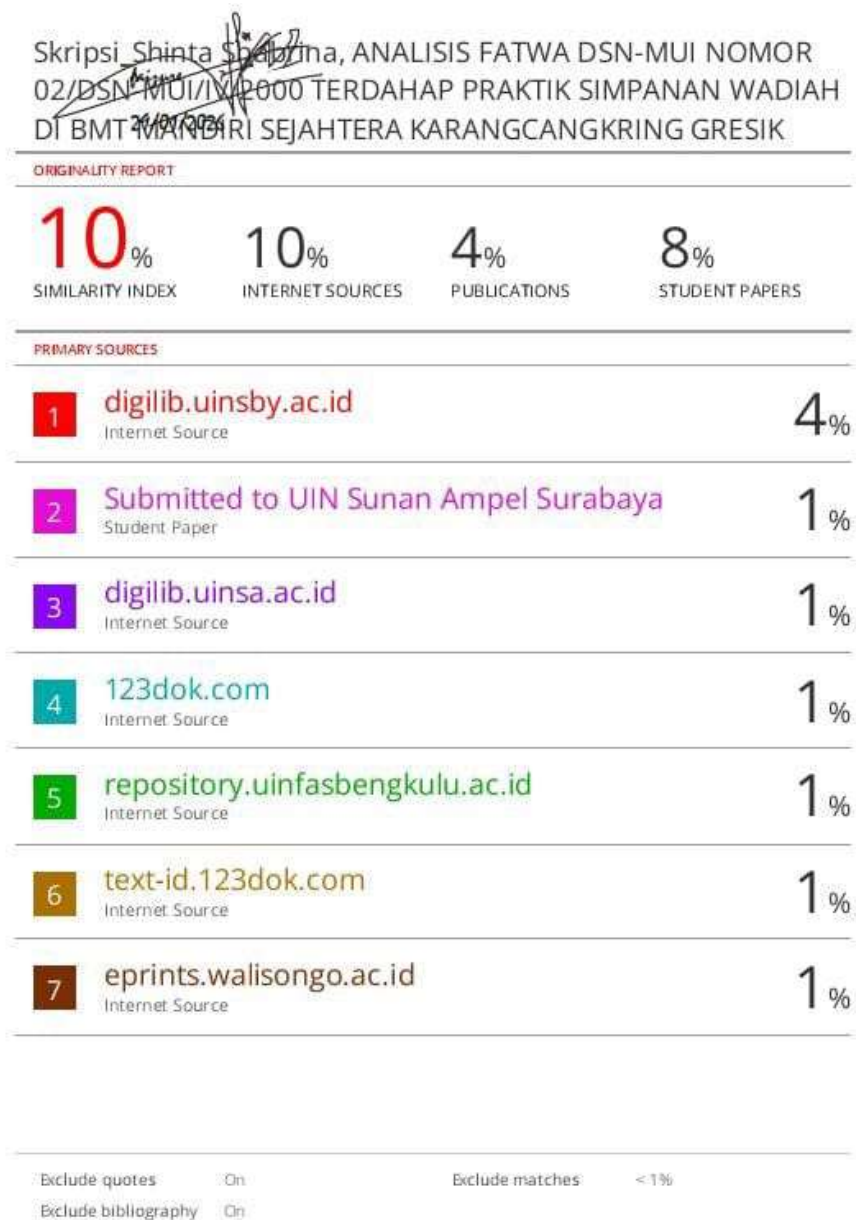 Skripsi_Shinta Shabrina, ANALISIS FATWA DSN-MUI NOMOR
02/DSN-MUI/IV/2000 TERDAHAP PRAKTIK SIMPANAN WADIAH
DI BMT MANDIRI SEJAHTERA KARANGCANGKRING GRESIK
ORIGINALITY REPORT
10% 10% 4% 8%
SIMILARITY INDEX INTERNET SOURCES PUBLICATIONS STUDENT PAPERS
PRIMARY SOURCES
1 digilib.uinsby.ac.id 4%
Internet Source
2 Submitted to UIN Sunan Ampel Surabaya 1%
Student Paper
3 digilib.uinsa.ac.id 1%
Internet Source
4 123dok.com 1%
Internet Source
5 repository.uinfasbengkulu.ac.id 1%
Internet Source
6 text-id.123dok.com 1%
Internet Source
7 eprints.walisongo.ac.id 1%
Internet Source
Exclude quotes On Exclude matches < 1%
Exclude bibliography On